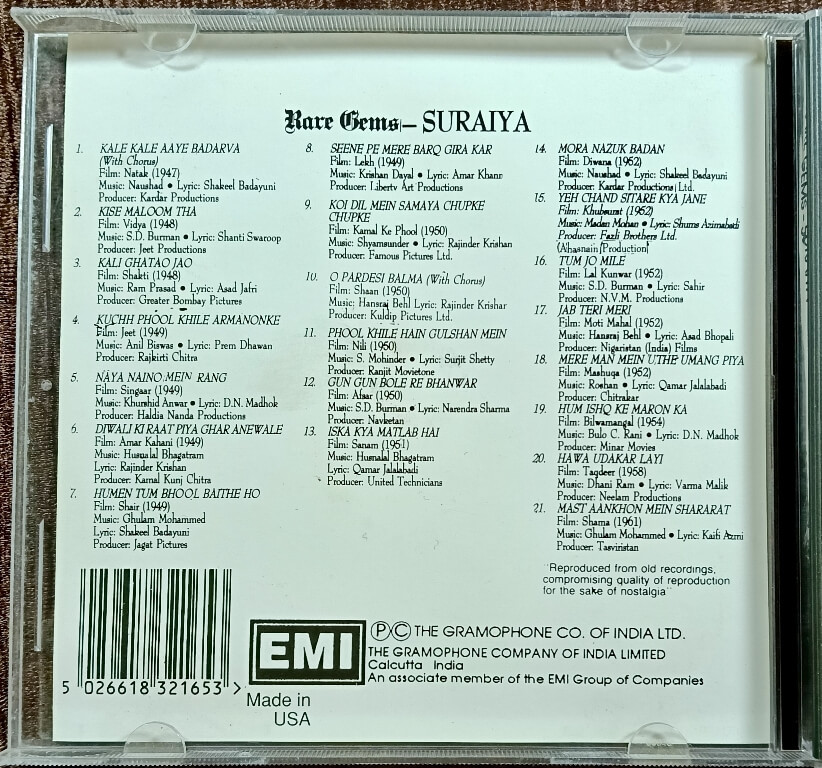 Rare Gems – SURAIYA
1. KALE KALE AAYE BADARVA
(With Chorus)
Film: Natak (1947)
Music: Naushad ● Lyric: Shakeel Badayuni
Producer: Kardar Productions
2. KISE MALOOM THA
Film: Vidya (1948)
Music: S.D. Burman ● Lyric: Shanti Swaroop
Producer: Jeet Productions
3. KALI GHATAO JAO
Film: Shakti (1948)
Music: Ram Prasad ● Lyric: Asad Jafri
Producer: Greater Bombay Pictures
4. KUCHH PHOOL KHILE ARMANONKE
Film: Jeet (1949)
Music: Anil Biswas ● Lyric: Prem Dhawan
Producer: Rajkirti Chitra
5. NAYA NAINO MEIN RANG
Film: Singaar (1949)
Music: Khurshid Anwar ● Lyric: D.N. Madhok
Producer: Haldia Nanda Productions
6. DIWALI KI RAAT PIYA GHAR ANEWALE
Film: Amar Kahani (1949)
Music: Husnalal Bhagatram
Lyric: Rajinder Krishan
Producer: Kamal Kunj Chitra
7. HUMEN TUM BHOOL BAITHE HO
Film: Shair (1949)
Music: Ghulam Mohammed
Lyric: Shakeel Badayuni
Producer: Jagat Pictures
8. SEENE PE MERE BARQ GIRA KAR
Film: Lekh (1949)
Music: Krishan Dayal ● Lyric: Amar Khann
Producer: Liberty Art Productions
9. KOI DIL MEIN SAMAYA CHUPKE
CHUPKE
Film: Kamal Ke Phool (1950)
Music: Shyamsunder ● Lyric: Rajinder Krishan
Producer: Famous Pictures Ltd.
10. O PARDESI BALMA (With Chorus)
Film: Shaan (1950)
Music: Hansraj Behl Lyric: Rajinder Krishar
Producer: Kuldip Pictures Ltd.
11. PHOOL KHILE HAIN GULSHAN MEIN
Film: Nili (1950)
Music: S. Mohinder ● Lyric: Surjit Shetty
Producer: Ranjit Movietone
12. GUN GUN BOLE RE BHANWAR
Film: Afsar (1950)
Music: S.D. Burman ● Lyric: Narendra Sharma
Producer: Navketan
13. ISKA KYA MATLAB HAI
Film: Sanam (1951)
Music: Husnalal Bhagatram
Lyric: Qamar Jalalabadi
Producer: United Technicians
14. MORA NAZUK BADAN
Film: Diwana (1952)
Music: Naushad ● Lyric: Shakeel Badayuni
Producer: Kardar Productions Ltd.
15. YEH CHAND SITARE KYA JANE
Film: Khubsurat (1952)
Music: Madan Mohan ● Lyric: Shums Azimabadi
Producer: Fazli Brothers Ltd.
(Alhasnain Production)
16. TUM JO MILE
Film: Lal Kunwar (1952)
Music: S.D. Burman ● Lyric: Sahir
Producer: N.V.M. Productions
17. JAB TERI MERI
Film: Moti Mahal (1952)
Music: Hansraj Behl ● Lyric: Asad Bhopali
Producer: Nigaristan (India) Films
18. MERE MAN MEIN UTHE UMANG PIYA
Film: Mashuqa (1952)
Music: Roshan ● Lyric: Qamar Jalalabadi
Producer: Chitrakar
19. HUM ISHQ KE MARON KA
Film: Bilwamangal (1954)
Music: Bulo C. Rani ● Lyric: D.N. Madhok
Producer: Minar Movies
20. HAWA UDAKAR LAYI
Film: Taqdeer (1958)
Music: Dhani Ram ● Lyric: Varma Malik
Producer: Neelam Productions
21. MAST AANKHON MEIN SHARARAT
Film: Shama (1961)
Music: Ghulam Mohammed ● Lyric: Kaifi Azmi
Producer: Tasviristan
"Reproduced from old recordings,
compromising quality of reproduction
for the sake of nostalgia"
5 026618 321653 >
EMI
Ⓟ Ⓒ THE GRAMOPHONE CO. OF INDIA LTD.
THE GRAMOPHONE COMPANY OF INDIA LIMITED
Calcutta India
An associate member of the EMI Group of Companies
Made in
USA